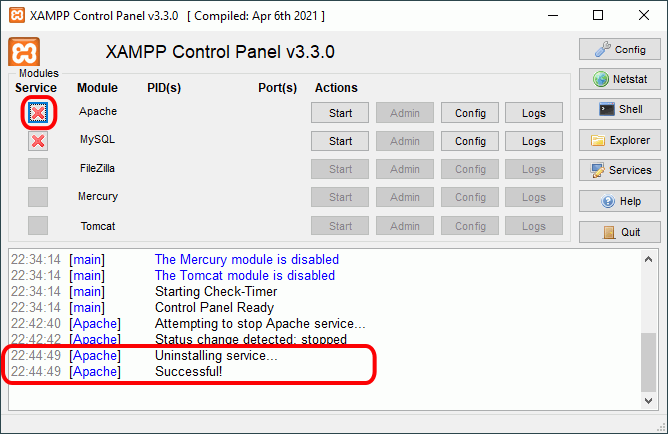 XAMPP Control Panel v3.3.0 [ Compiled: Apr 6th 2021 ]
XAMPP Control Panel v3.3.0
Config
Modules
Service Module PID(s) Port(s) Actions
Netstat
Apache Start Admin Config Logs
Shell
MySQL Start Admin Config Logs
Explorer
FileZilla Start Admin Config Logs
Services
Mercury Start Admin Config Logs
Help
Tomcat Start Admin Config Logs
Quit
22:34:14 [main] The Mercury module is disabled
22:34:14 [main] The Tomcat module is disabled
22:34:14 [main] Starting Check-Timer
22:34:14 [main] Control Panel Ready
22:42:40 [Apache] Attempting to stop Apache service...
22:42:42 [Apache] Status change detected: stopped
22:44:49 [Apache] Uninstalling service...
22:44:49 [Apache] Successful!